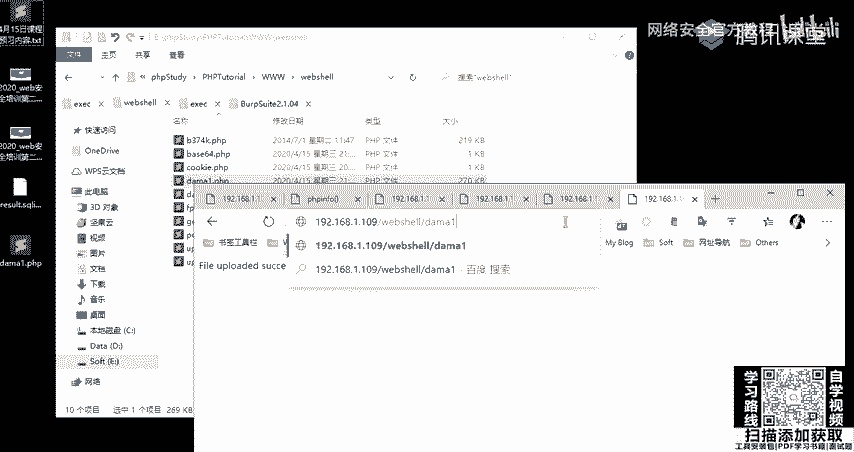 4月15日课程
预习内容.txt
2020_web安
全培训第二...
2020_web安
全培训第二...
result.sqli...
dama1.php
E:\phpStudy\PHPTutorial\WWW\webshell
文件
主页
共享
查看
phpStudy > PHPTutorial > WWW > webshell
搜索"webshell"
exec
webshell
exec
BurpSuite2.1.04
名称
修改日期
类型
大小
b374k.php 2014/7/1 星期二 11:47 PHP 文件 219 KB
base64.php 2020/4/15 星期三 21:... PHP 文件 1 KB
cookie.php 2020/4/15 星期三 20:... PHP 文件 1 KB
dama1.php 2020/4/15 星期三 21:... PHP 文件 270 KB
快速访问
OneDrive
WPS云文档
此电脑
3D 对象
坚果云
视频
图片
文档
下载
音乐
桌面
本地磁盘 (C:)
Data (D:)
Soft (E:)
网络
10 个项目
选中 1 个项目 269 KB
192.168.1.1
phpinfo()
192.168.1.1
192.168.1.1
192.168.1.1
192.168.1.1
192.168.1.109/webshell/dama1
192.168.1.109/webshell/dama1
192.168.1.109/webshell/dama1 - 百度 搜索
书签工具栏
My Blog
Soft
网址导航
Others
File uploaded succe
网络安全官方教程
腾讯课堂
bilibili
学习路线
自学视频
扫描添加获取
工具安装包|PDF学习书籍|面试题